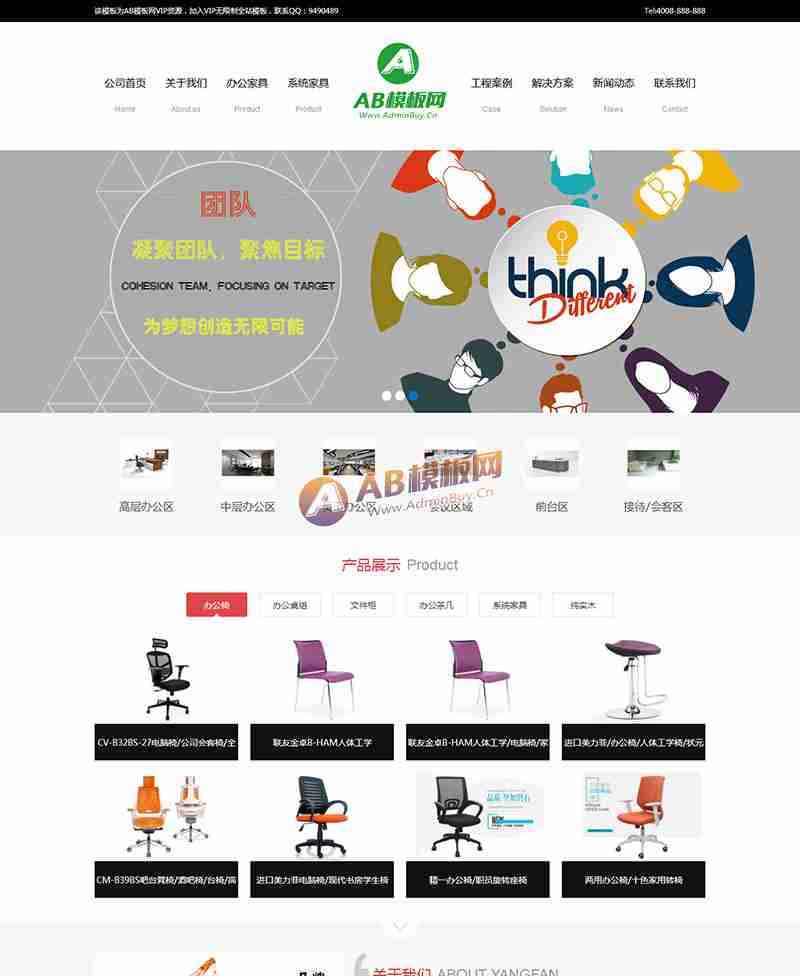 该模板为AB模板网VIP资源，加入VIP无限制全站模板，联系QQ：9490489
Tel:4008-888-888
公司首页 关于我们 办公家具 系统家具
Home About us Product Product
AB模板网
Www.AdminBuy.Cn
工程案例 解决方案 新闻动态 联系我们
Case Solution News Contact
团队
凝聚团队，聚焦目标
COHESION TEAM, FOCUSING ON TARGET
为梦想创造无限可能
think
Different
AB模板网
Www.AdminBuy.Cn
高层办公区 中层办公区 办公区 会议区域 前台区 接待/会客区
产品展示 Product
办公椅 办公桌组 文件柜 办公茶几 系统家具 纯实木
CV-B32BS-27电脑椅/公司会客椅/全
联友金卓B-HAM人体工学
联友金卓B-HAM人体工学/电脑椅/家
进口美力菲/办公椅/人体工学椅/状元
品质 孕知舒石
NEW
CM-B39BS吧台凳椅/酒吧椅/台椅/高
进口美力菲电脑椅/现代书房学生椅
精一办公椅/职员旋转座椅
两用办公椅/十色家用转椅
关于我们 ABOUT YANGFAN